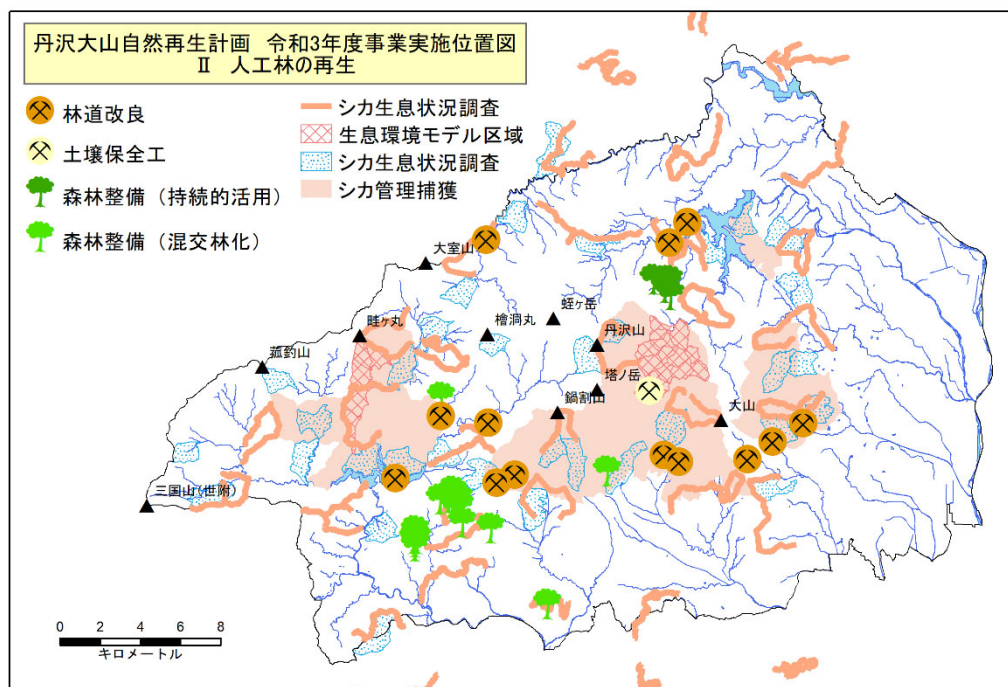 丹沢大山自然再生計画 令和3年度事業実施位置図
Ⅱ 人工林の再生
林道改良
土壌保全工
森林整備（持続的活用）
森林整備（混交林化）
シカ生息状況調査
生息環境モデル区域
シカ生息状況調査
シカ管理捕獲
大室山
畦ヶ丸
檜洞丸
蛭ヶ岳
丹沢山
菰釣山
塔ノ岳
鍋割山
大山
三国山（世附）
0 2 4 6 8
キロメートル